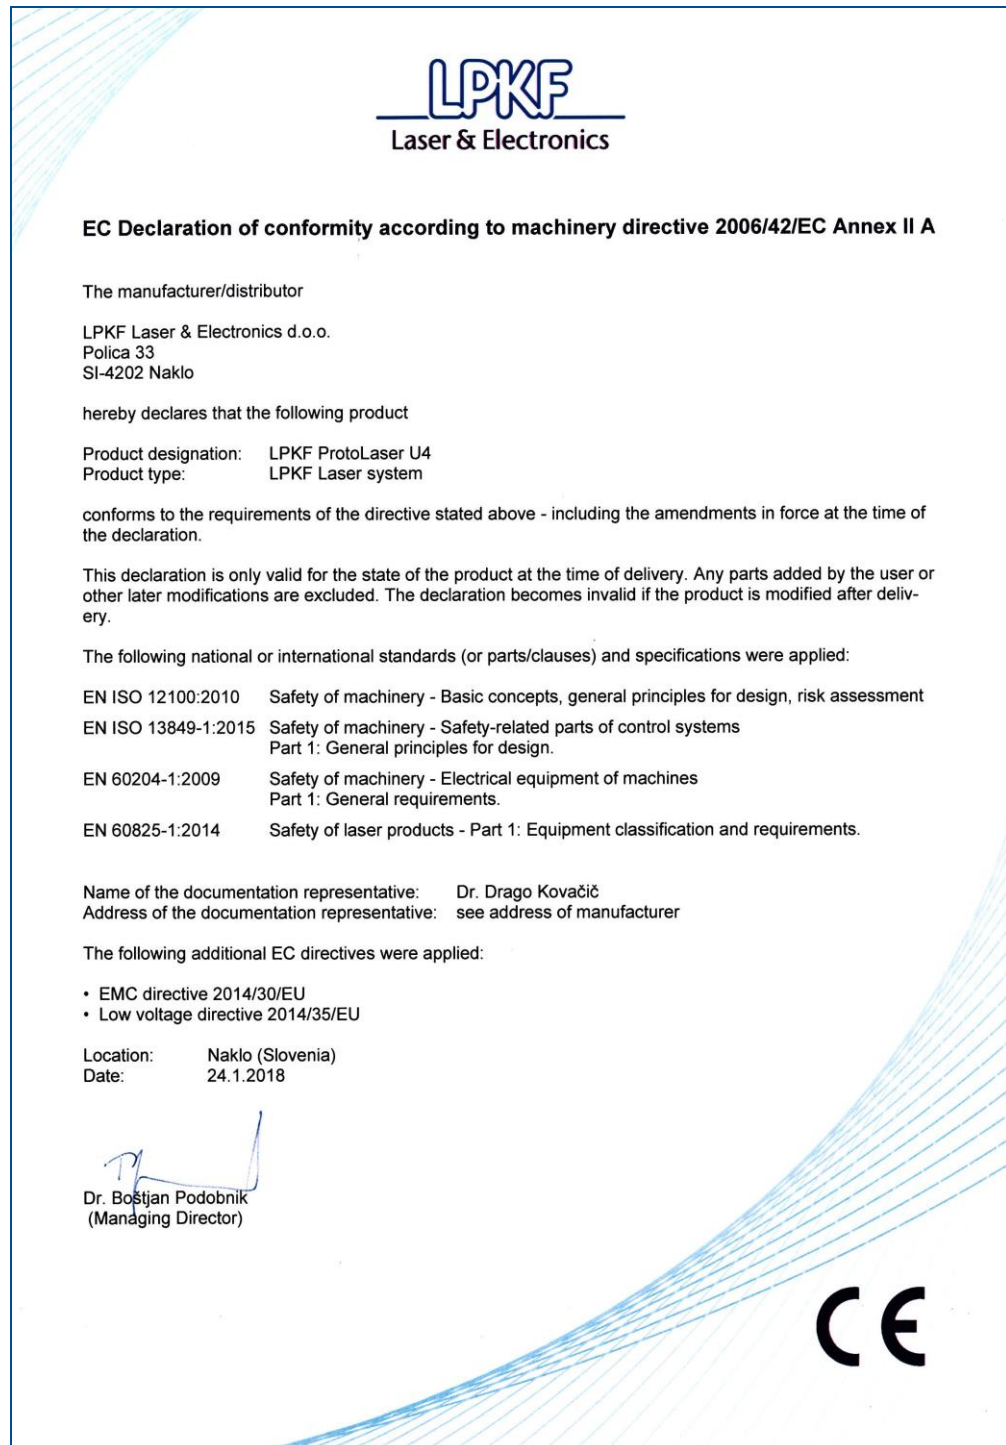 LPKF
Laser & Electronics
EC Declaration of conformity according to machinery directive 2006/42/EC Annex II A
The manufacturer/distributor
LPKF Laser & Electronics d.o.o.
Polica 33
SI-4202 Naklo
hereby declares that the following product
Product designation: LPKF ProtoLaser U4
Product type: LPKF Laser system
conforms to the requirements of the directive stated above - including the amendments in force at the time of
the declaration.
This declaration is only valid for the state of the product at the time of delivery. Any parts added by the user or
other later modifications are excluded. The declaration becomes invalid if the product is modified after deliv-
ery.
The following national or international standards (or parts/clauses) and specifications were applied:
EN ISO 12100:2010 Safety of machinery - Basic concepts, general principles for design, risk assessment
EN ISO 13849-1:2015 Safety of machinery - Safety-related parts of control systems
Part 1: General principles for design.
EN 60204-1:2009 Safety of machinery - Electrical equipment of machines
Part 1: General requirements.
EN 60825-1:2014 Safety of laser products - Part 1: Equipment classification and requirements.
Name of the documentation representative: Dr. Drago Kovačič
Address of the documentation representative: see address of manufacturer
The following additional EC directives were applied:
• EMC directive 2014/30/EU
• Low voltage directive 2014/35/EU
Location: Naklo (Slovenia)
Date: 24.1.2018
Dr. Boštjan Podobnik
(Managing Director)
CE